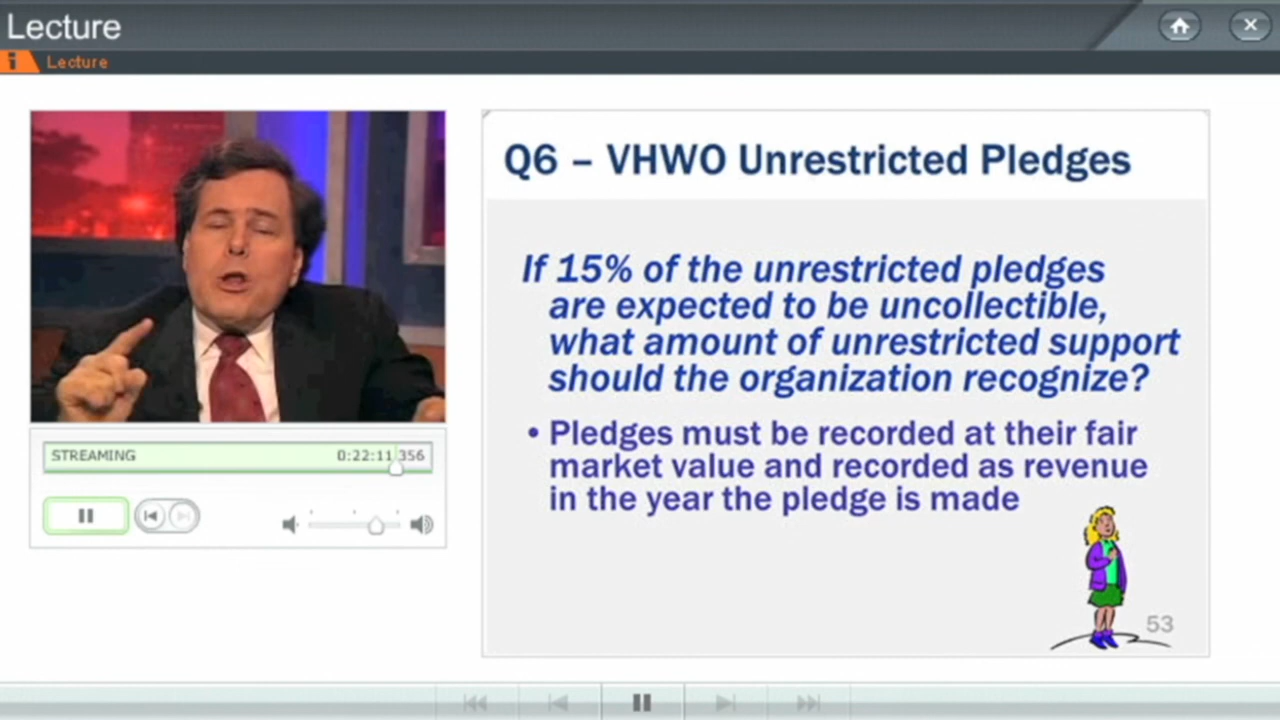 Lecture
i Lecture
Q6 – VHWO Unrestricted Pledges
If 15% of the unrestricted pledges
are expected to be uncollectible,
what amount of unrestricted support
should the organization recognize?
• Pledges must be recorded at their fair
market value and recorded as revenue
in the year the pledge is made
STREAMING 0:22:11.356
53